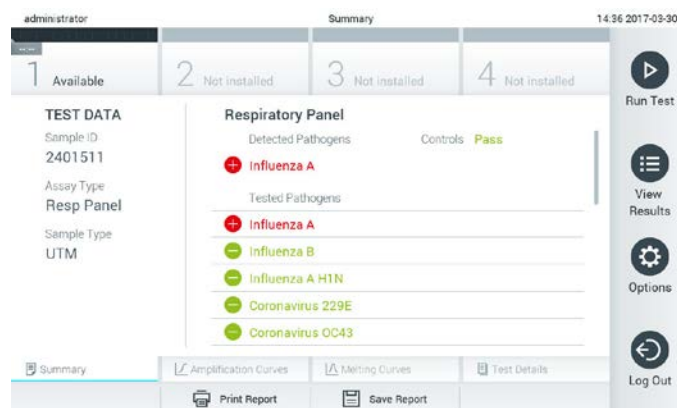 administrator Summary 14:36 2017-03-30
1 Available 2 Not installed 3 Not installed 4 Not installed
Run Test
TEST DATA
Sample ID
2401511
Assay Type
Resp Panel
Sample Type
UTM
Respiratory Panel
Detected Pathogens Controls Pass
Influenza A
Tested Pathogens
Influenza A
Influenza B
Influenza A H1N
Coronavirus 229E
Coronavirus OC43
View
Results
Options
Log Out
Summary Amplification Curves Melting Curves Test Details
Print Report Save Report